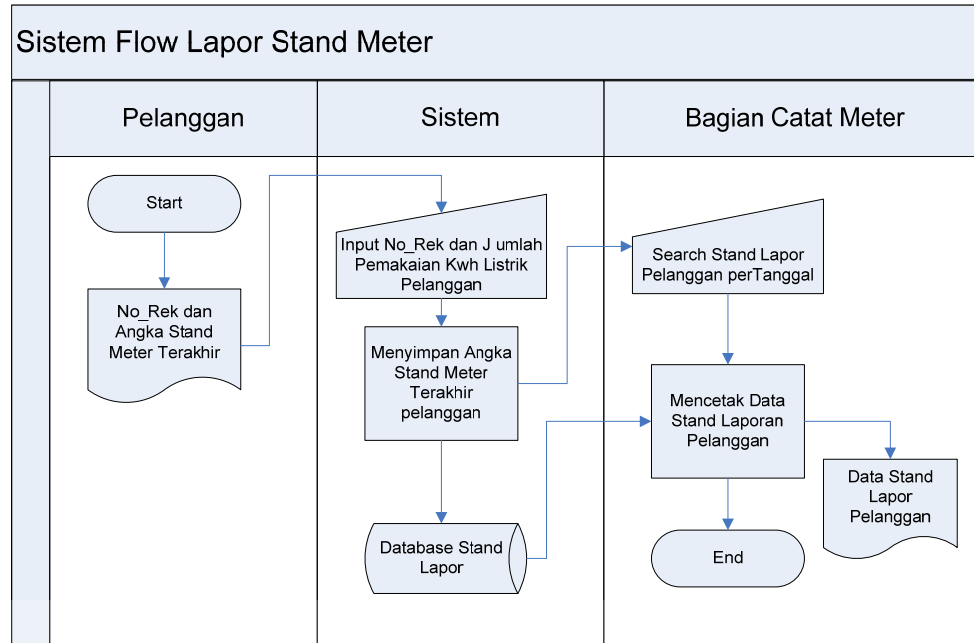 Sistem Flow Lapor Stand Meter
Pelanggan
Sistem
Bagian Catat Meter
Start
No_Rek dan
Angka Stand
Meter Terakhir
Input No_Rek dan J umlah
Pemakaian Kwh Listrik
Pelanggan
Menyimpan Angka
Stand Meter
Terakhir
pelanggan
Database Stand
Lapor
Search Stand Lapor
Pelanggan perTanggal
Mencetak Data
Stand Laporan
Pelanggan
Data Stand
Lapor
Pelanggan
End